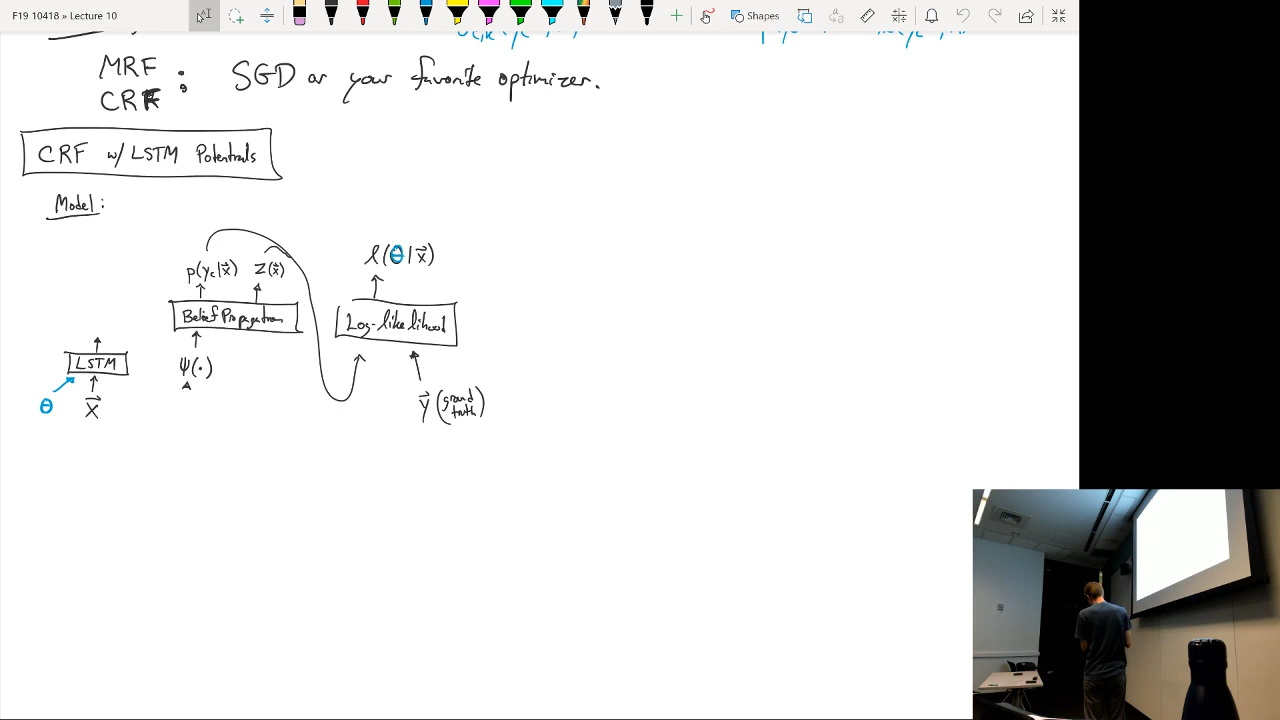 F19 10418 » Lecture 10
Shapes
MRF
CRF
: SGD or your favorite optimizer.
CRF w/ LSTM Potentials
Model:
p(y_c|x⃗) Z(x⃗)
ℓ(θ|x⃗)
Belief Propagation
Log-likelihood
LSTM
ψ(·)
θ
x⃗
y⃗ (ground truth)